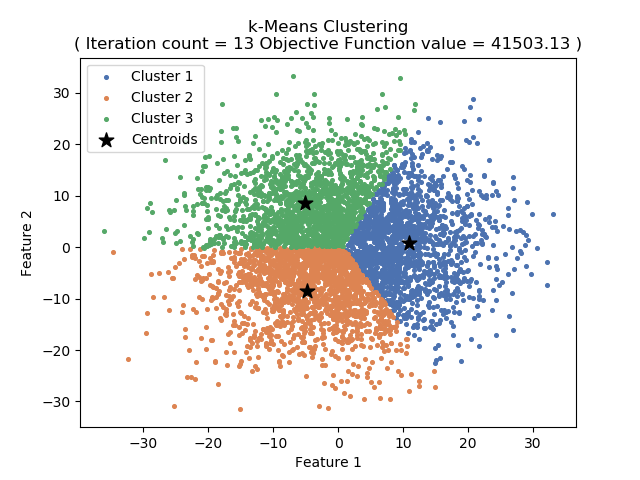 k-Means Clustering
( Iteration count = 13 Objective Function value = 41503.13 )
Cluster 1
Cluster 2
Cluster 3
Centroids
30
20
10
0
−10
−20
−30
Feature 2
−30
−20
−10
0
10
20
30
Feature 1